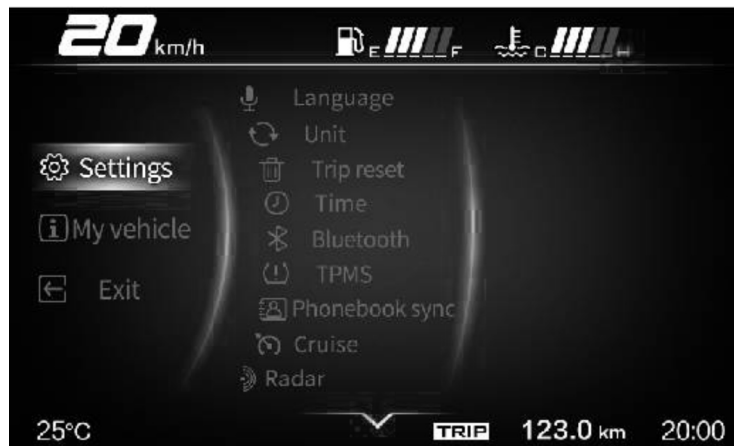 20 km/h E F C H
Language
Unit
Settings
Trip reset
Time
My vehicle
Bluetooth
TPMS
Exit
Phonebook sync
Cruise
Radar
25°C TRIP 123.0 km 20:00